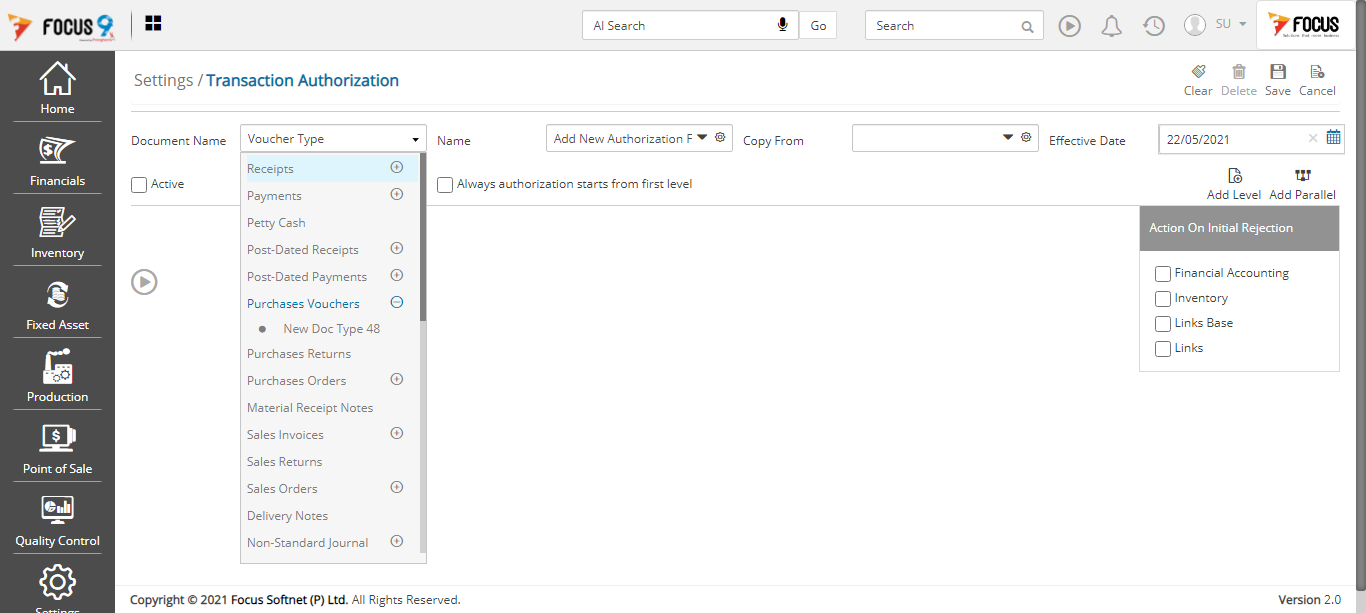 FOCUS 9
AI Search
Go
Search
SU
FOCUS
Home
Financials
Inventory
Fixed Asset
Production
Point of Sale
Quality Control
Settings
Settings / Transaction Authorization
Clear Delete Save Cancel
Document Name Voucher Type Name Add New Authorization F Copy From Effective Date 22/05/2021
Active Always authorization starts from first level
Add Level Add Parallel
Receipts
Payments
Petty Cash
Post-Dated Receipts
Post-Dated Payments
Purchases Vouchers
New Doc Type 48
Purchases Returns
Purchases Orders
Material Receipt Notes
Sales Invoices
Sales Returns
Sales Orders
Delivery Notes
Non-Standard Journal
Action On Initial Rejection
Financial Accounting
Inventory
Links Base
Links
Copyright © 2021 Focus Softnet (P) Ltd. All Rights Reserved. Version 2.0